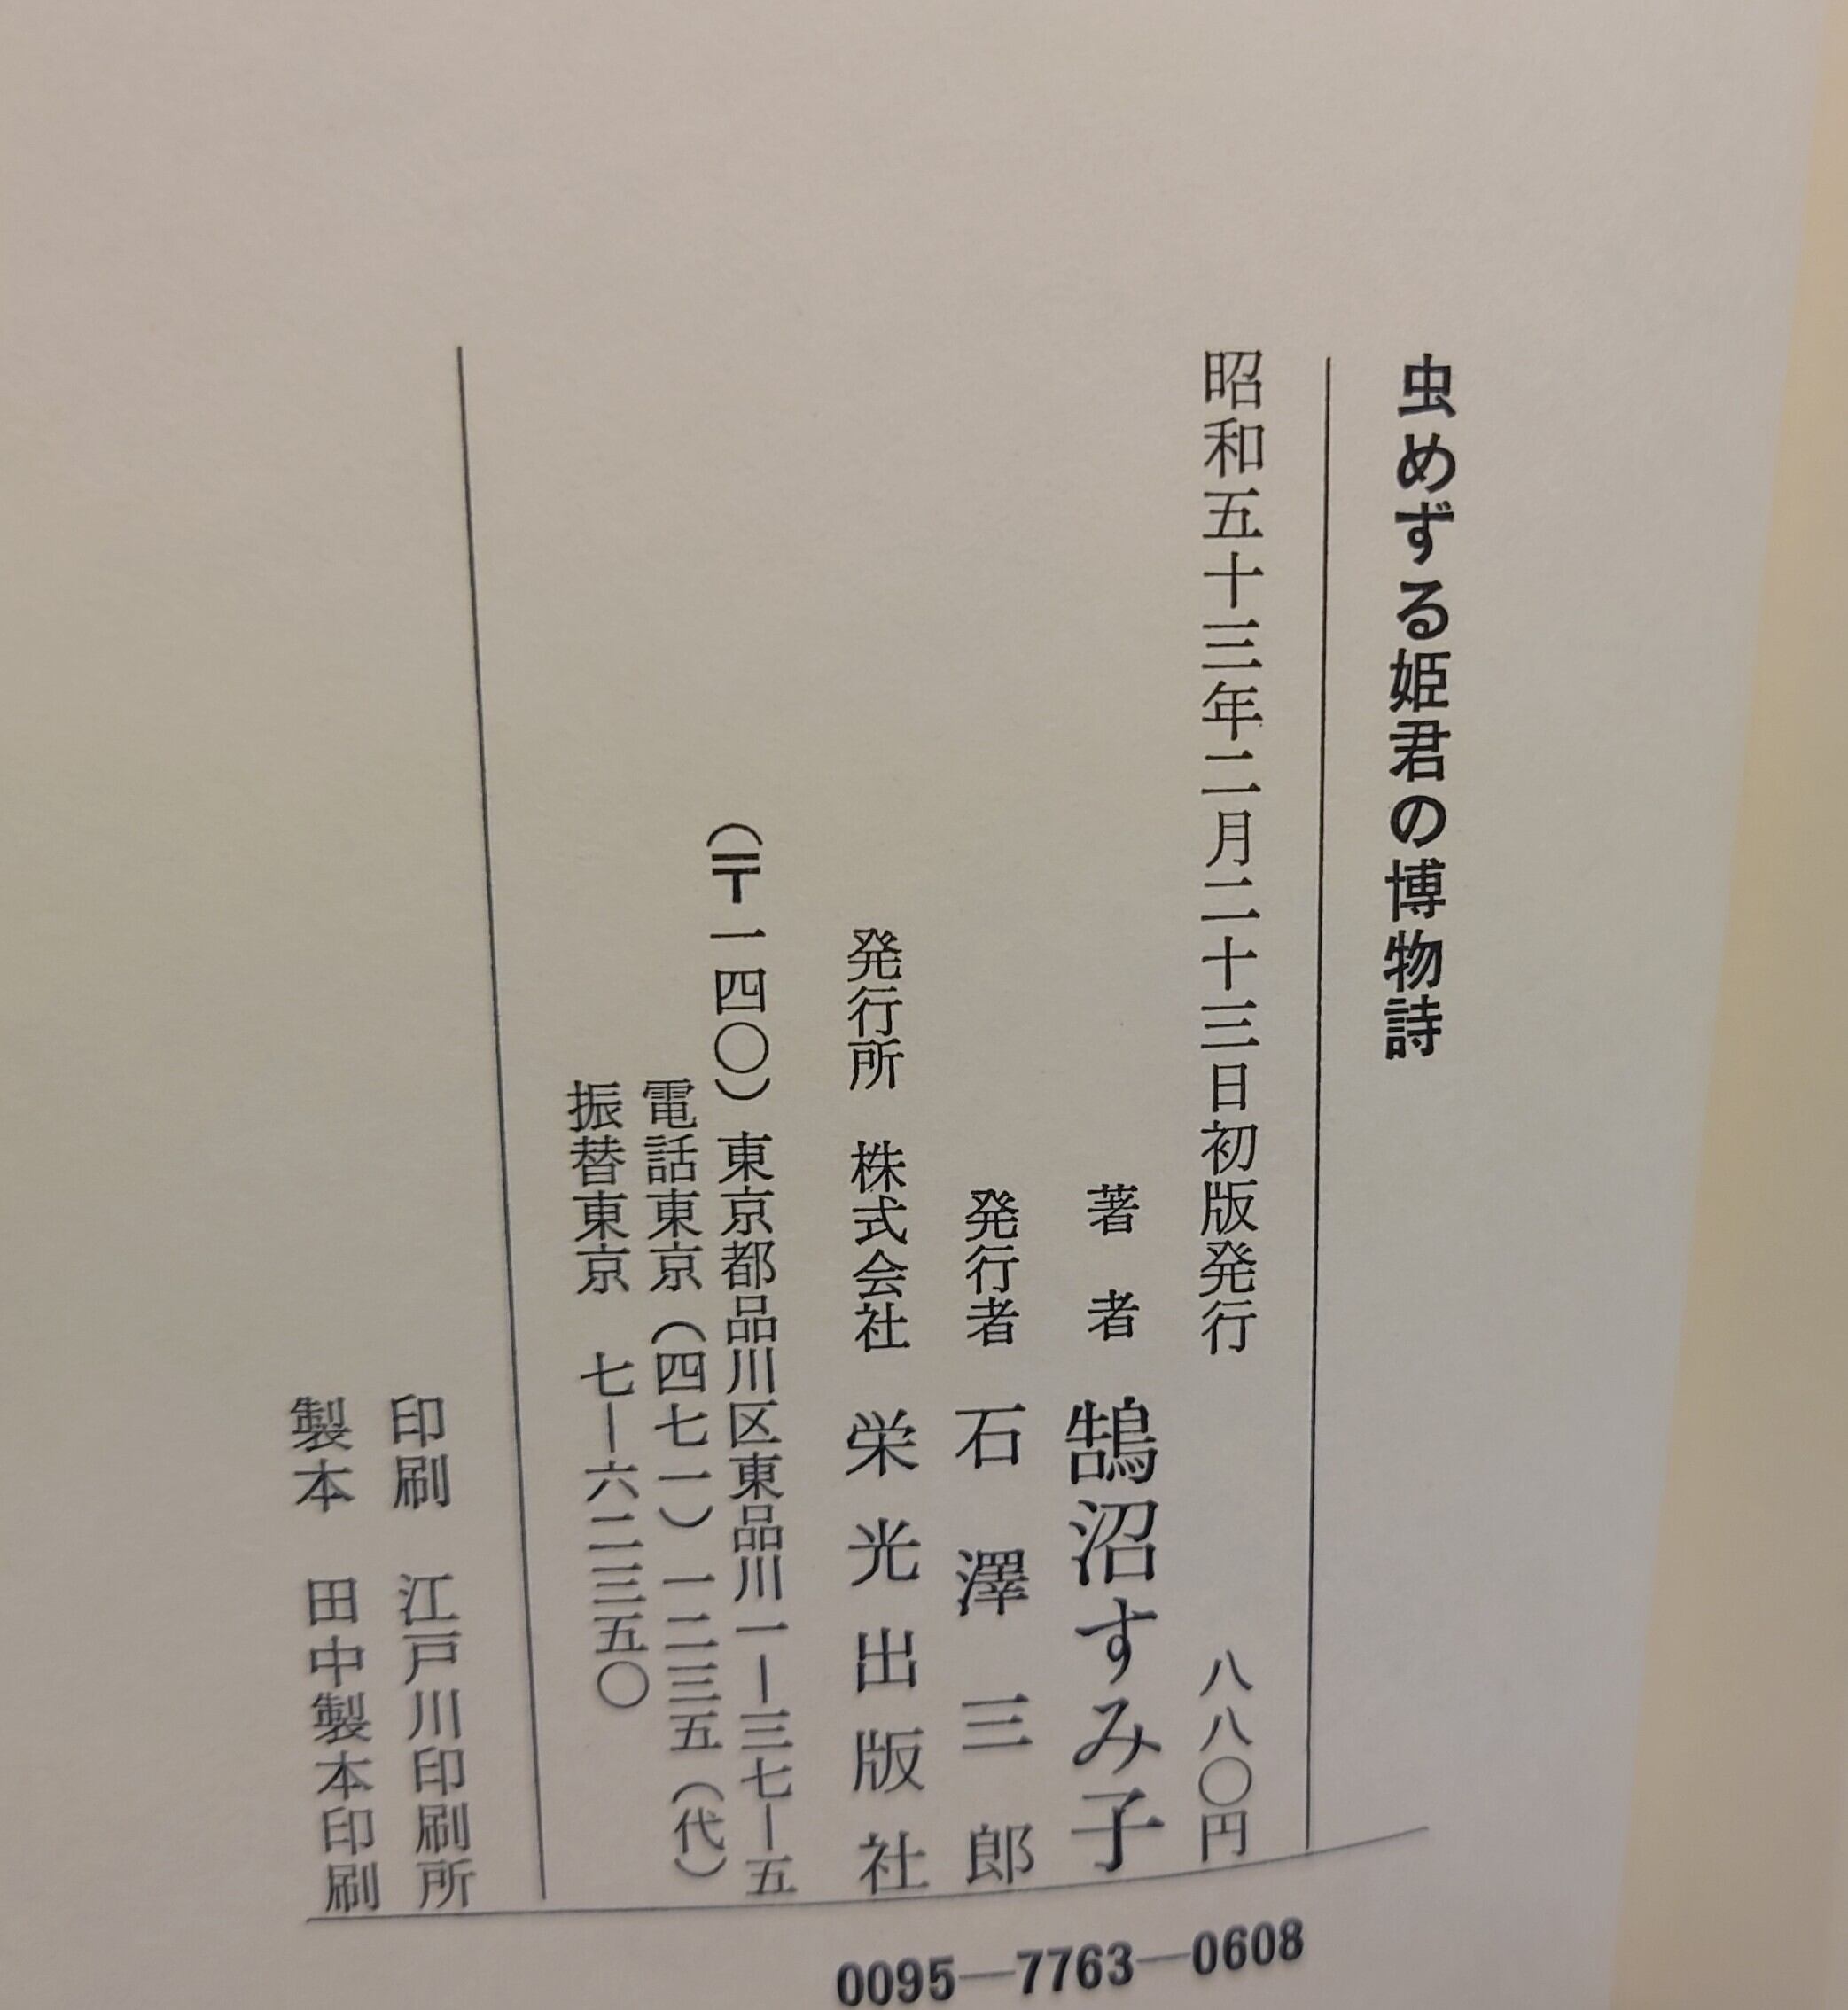 虫めずる姫君の博物詩
昭和五十三年二月二十三日初版発行　八八〇円
著者　鵠沼すみ子
発行者　石澤三郎
発行所　株式会社　栄光出版社
（〒一四〇）東京都品川区東品川一―三七―五
電話東京（四七一）一二三五（代）
振替東京　七―六二三五〇
印刷　江戸川印刷所
製本　田中製本印刷
0095―7763―0608